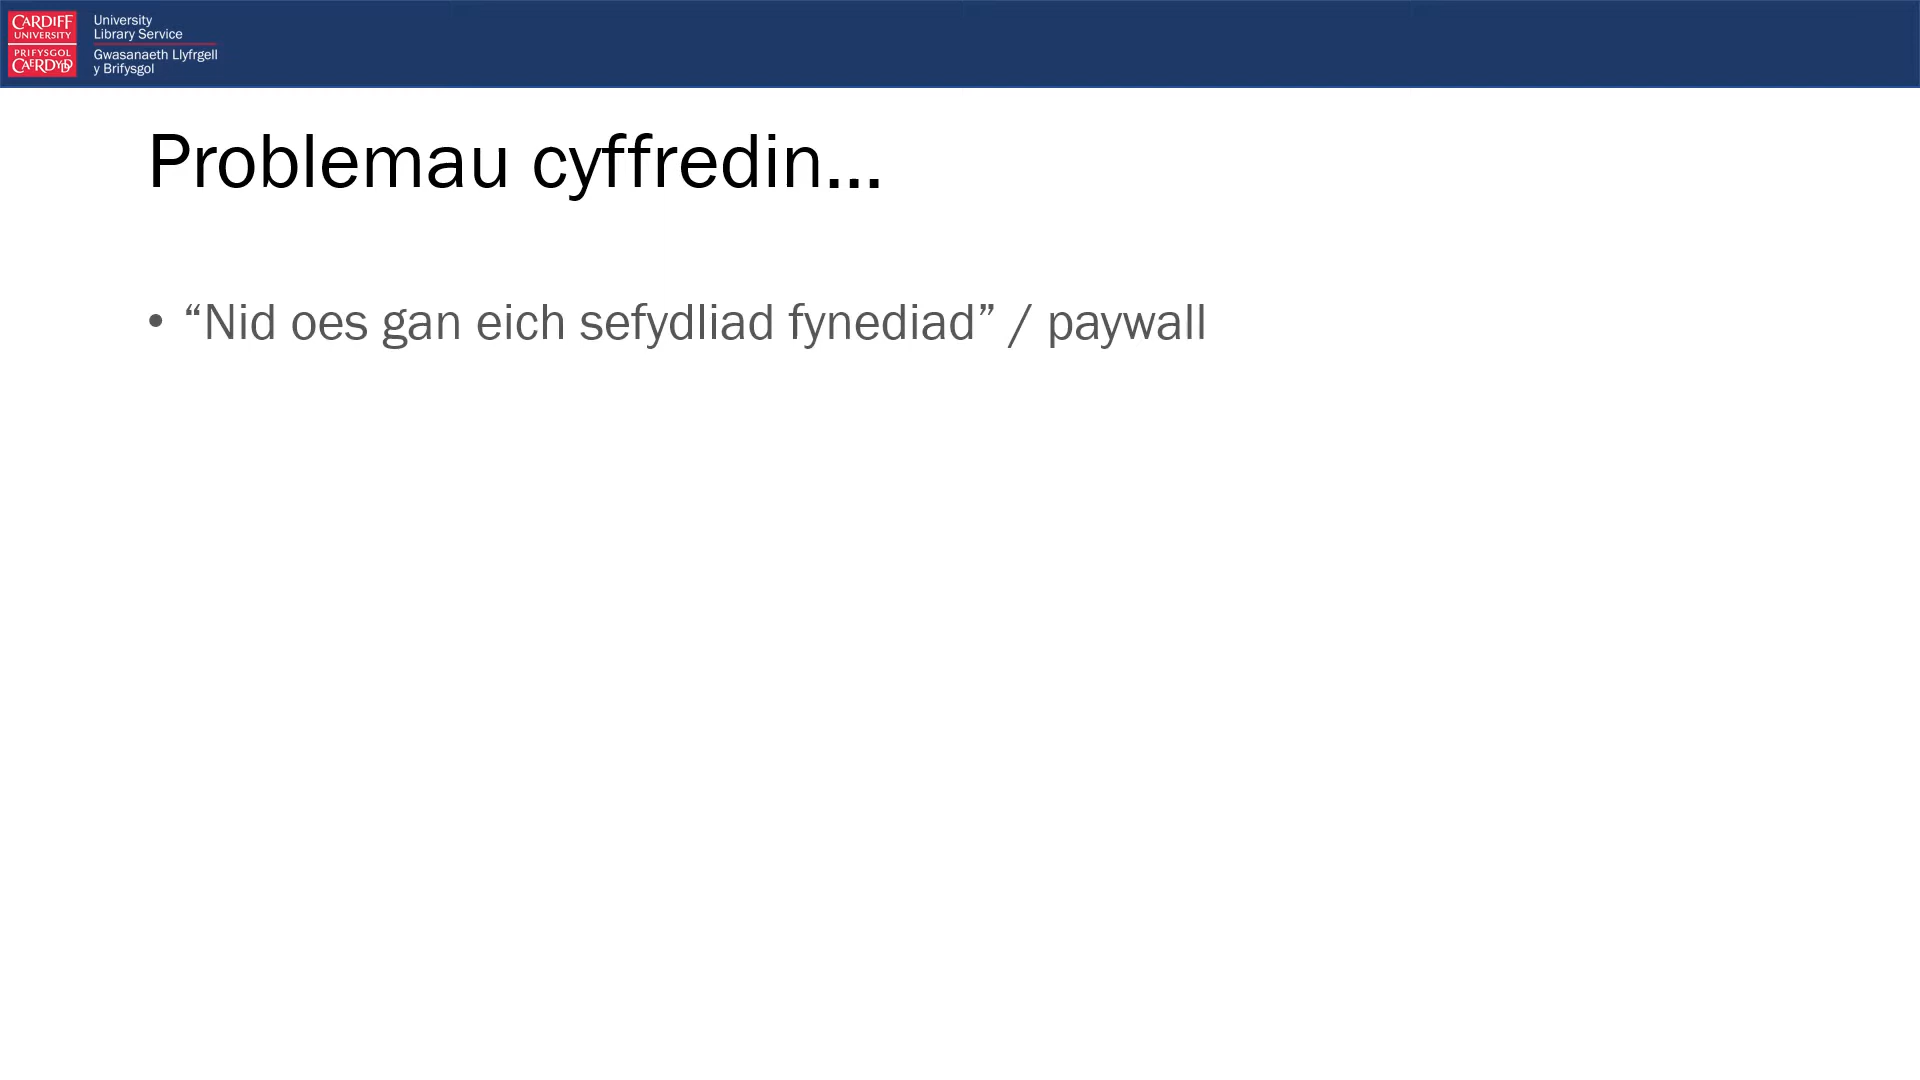 CARDIFF
UNIVERSITY
PRIFYSGOL
CAERDYDD
University
Library Service
Gwasanaeth Llyfrgell
y Brifysgol
Problemau cyffredin...
• “Nid oes gan eich sefydliad fynediad” / paywall